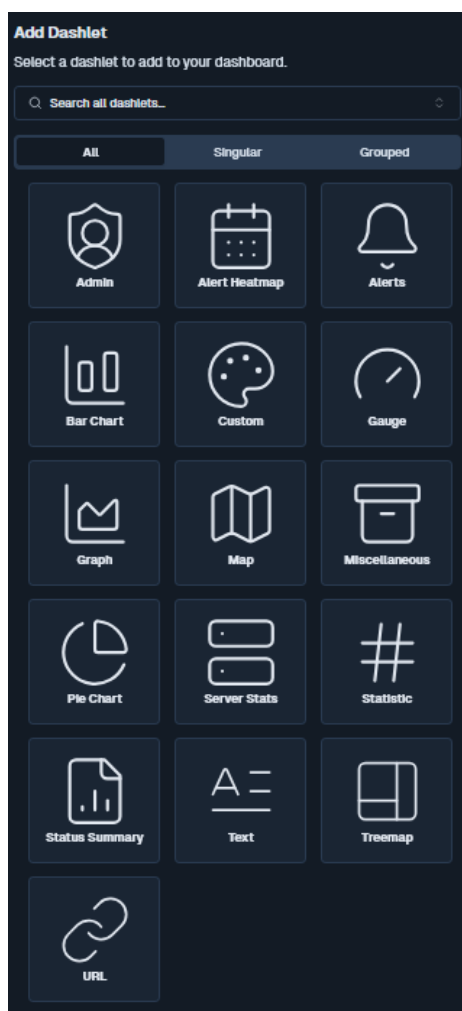 Add Dashlet
Select a dashlet to add to your dashboard.
Search all dashlets...
All Singular Grouped
Admin Alert Heatmap Alerts
Bar Chart Custom Gauge
Graph Map Miscellaneous
Pie Chart Server Stats Statistic
Status Summary Text Treemap
URL